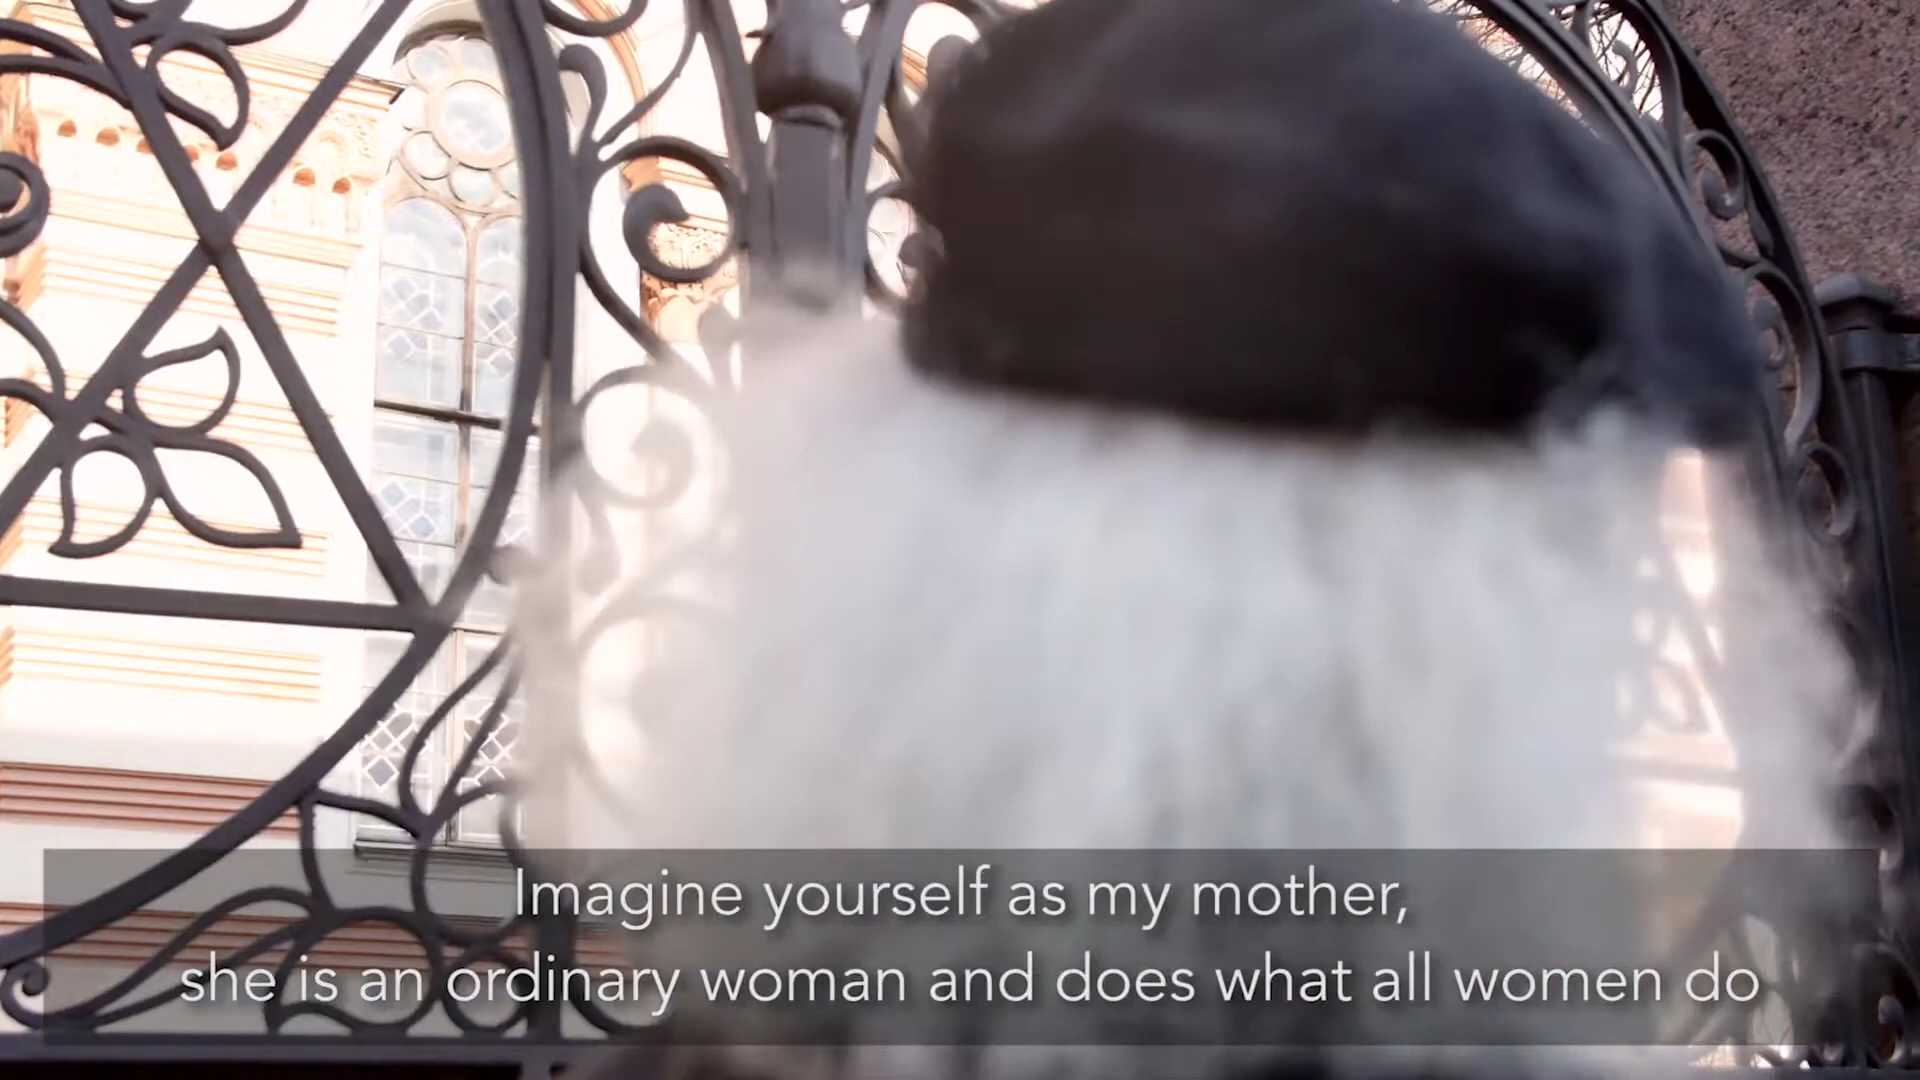 Imagine yourself as my mother,
she is an ordinary woman and does what all women do